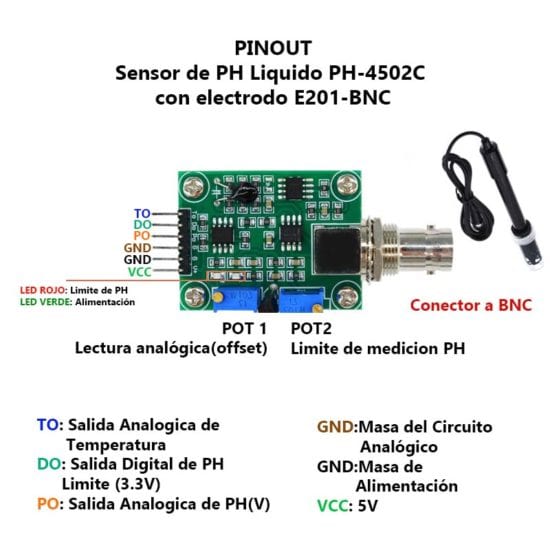 PINOUT
Sensor de PH Liquido PH-4502C
con electrodo E201-BNC
TO
DO
PO
GND
GND
VCC
LED ROJO: Limite de PH
LED VERDE: Alimentación
Conector a BNC
POT 1
Lectura analógica(offset)
POT2
Limite de medicion PH
TO: Salida Analogica de
Temperatura
DO: Salida Digital de PH
Limite (3.3V)
PO: Salida Analogica de PH(V)
GND:Masa del Circuito
Analógico
GND:Masa de
Alimentación
VCC: 5V